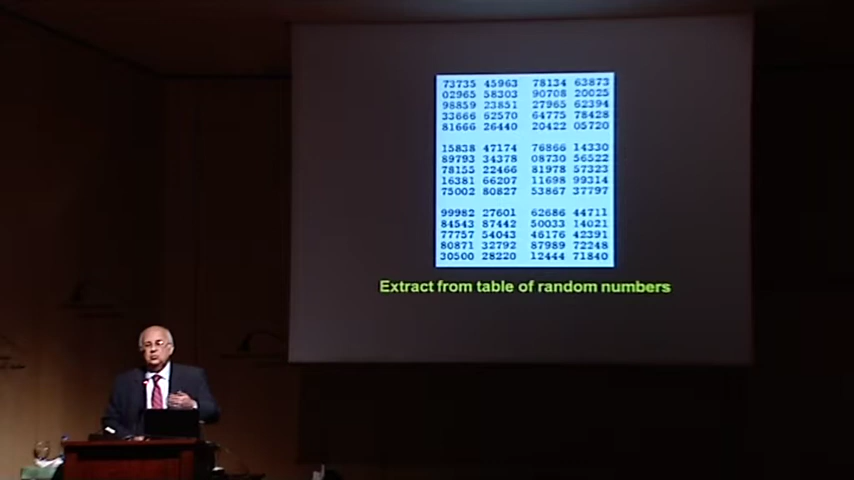 73735 45963 78134 63873
02965 58303 90708 20025
98859 23851 27965 62394
33666 62570 64775 78428
81666 26440 20422 05720
15838 47174 76866 14330
89793 34378 08730 56522
78155 22466 81978 57323
16381 66207 11698 99314
75002 80827 53867 37797
99982 27601 62686 44711
84543 87442 50033 14021
77757 54043 46176 42391
80871 32792 87989 72248
30500 28220 12444 71840
Extract from table of random numbers